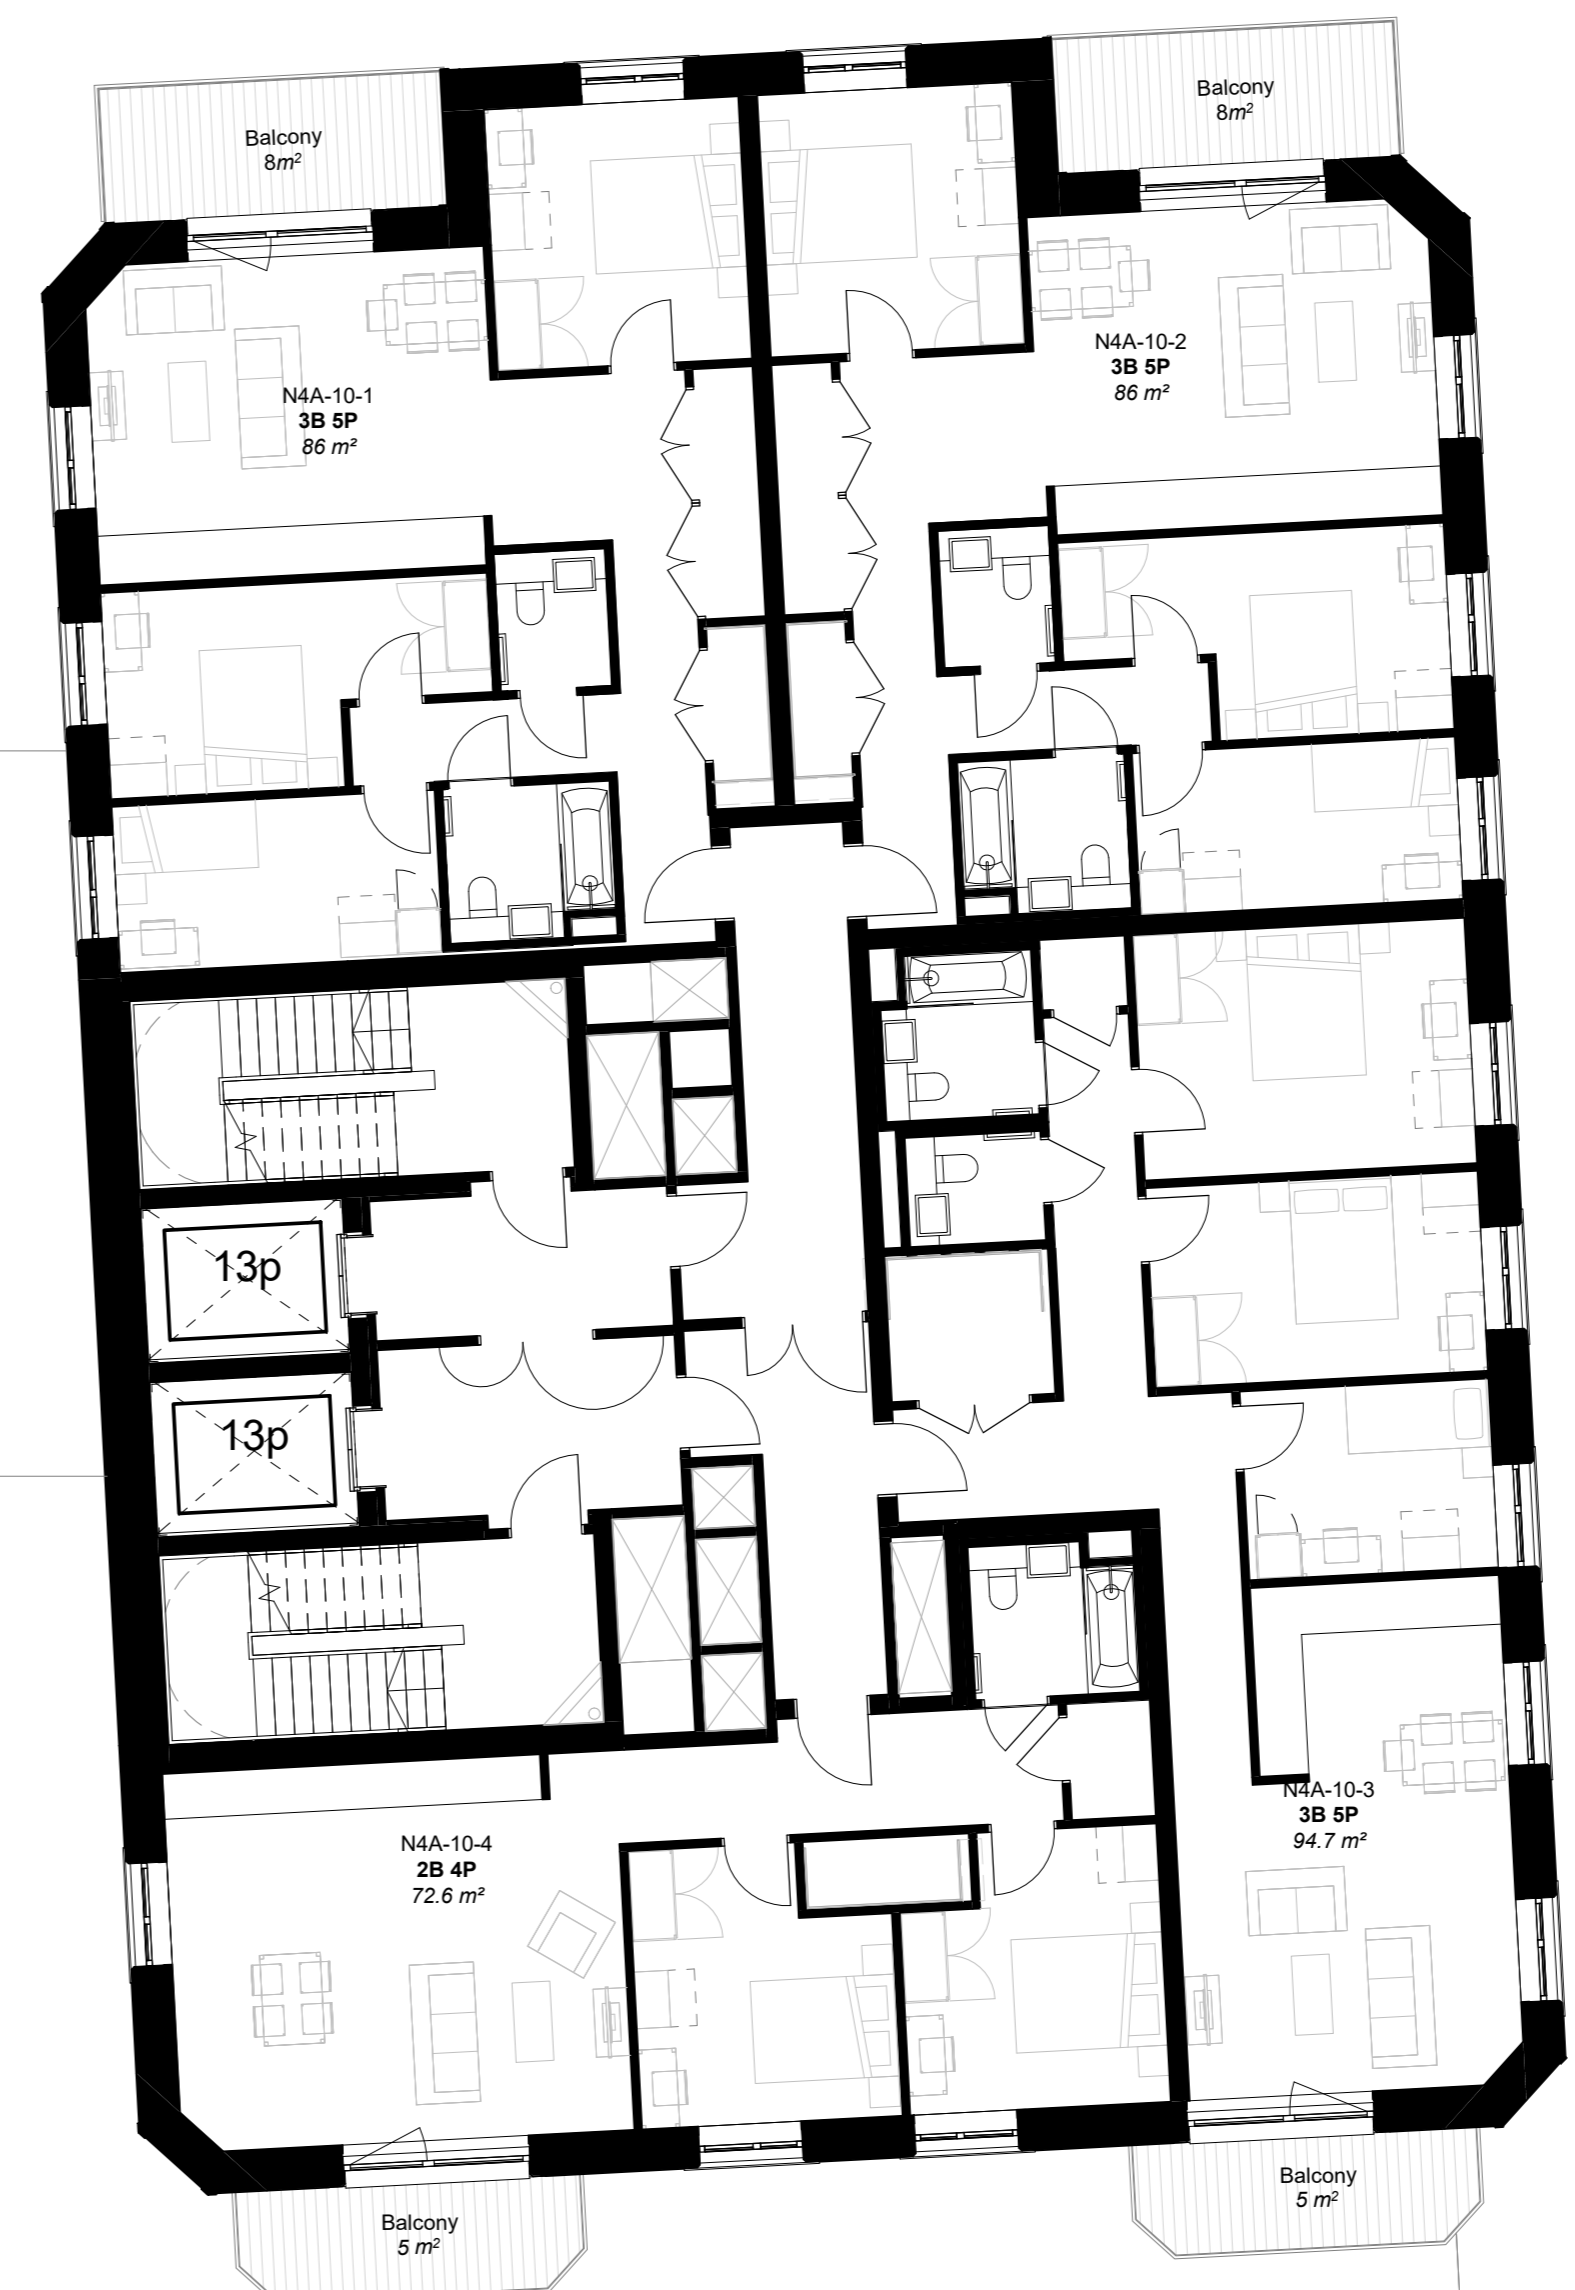 Balcony
8m²
Balcony
8m²
N4A-10-1
3B 5P
86 m²
N4A-10-2
3B 5P
86 m²
13p
13p
N4A-10-3
3B 5P
94.7 m²
N4A-10-4
2B 4P
72.6 m²
Balcony
5 m²
Balcony
5 m²